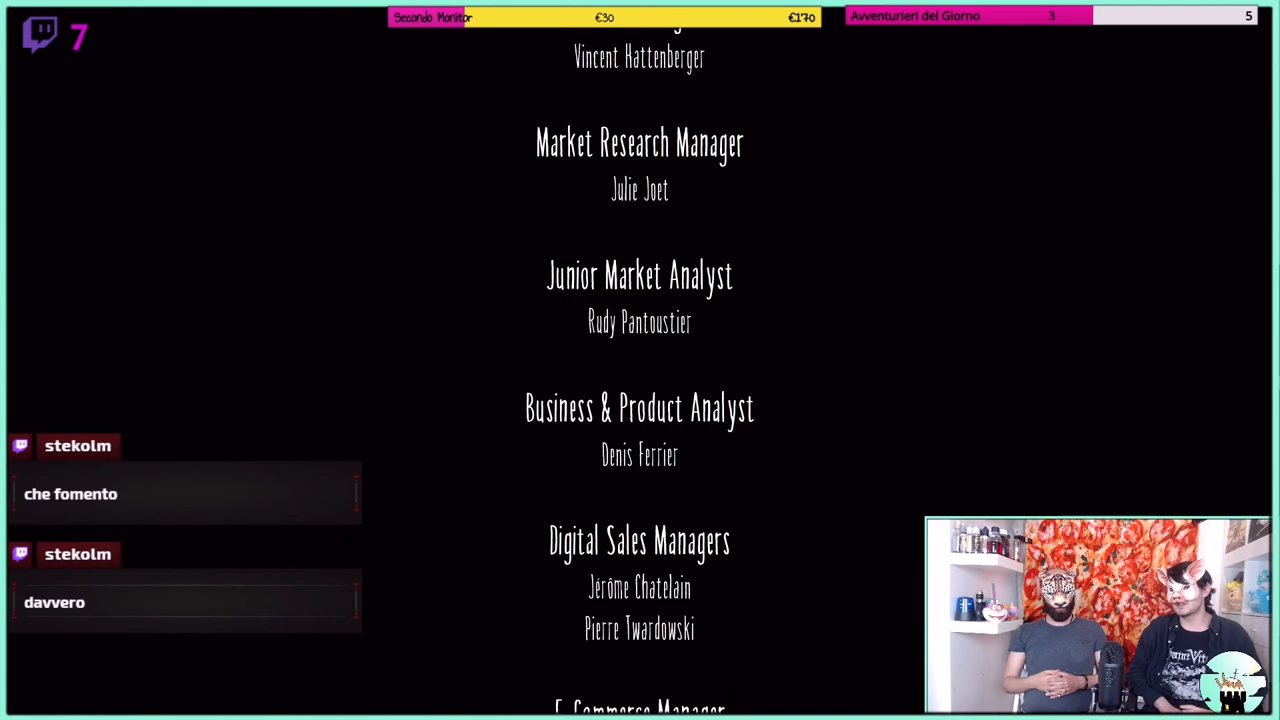 7
Secondo Monitor €30 €170
Avventurieri del Giorno 3 5
Vincent Hattenberger
Market Research Manager
Julie Joet
Junior Market Analyst
Rudy Pantoustier
Business & Product Analyst
Denis Ferrier
Digital Sales Managers
Jérôme Chatelain
Pierre Twardowski
E-Commerce Manager
stekolm
che fomento
stekolm
davvero